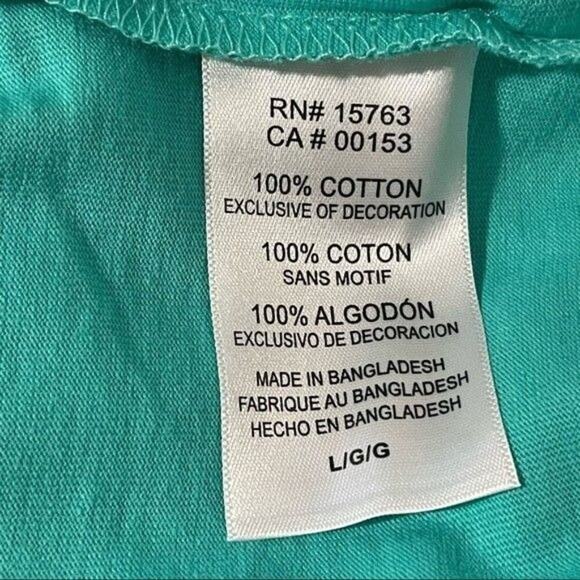 RN# 15763
CA # 00153
100% COTTON
EXCLUSIVE OF DECORATION
100% COTON
SANS MOTIF
100% ALGODÓN
EXCLUSIVO DE DECORACION
MADE IN BANGLADESH
FABRIQUE AU BANGLADESH
HECHO EN BANGLADESH
L/G/G